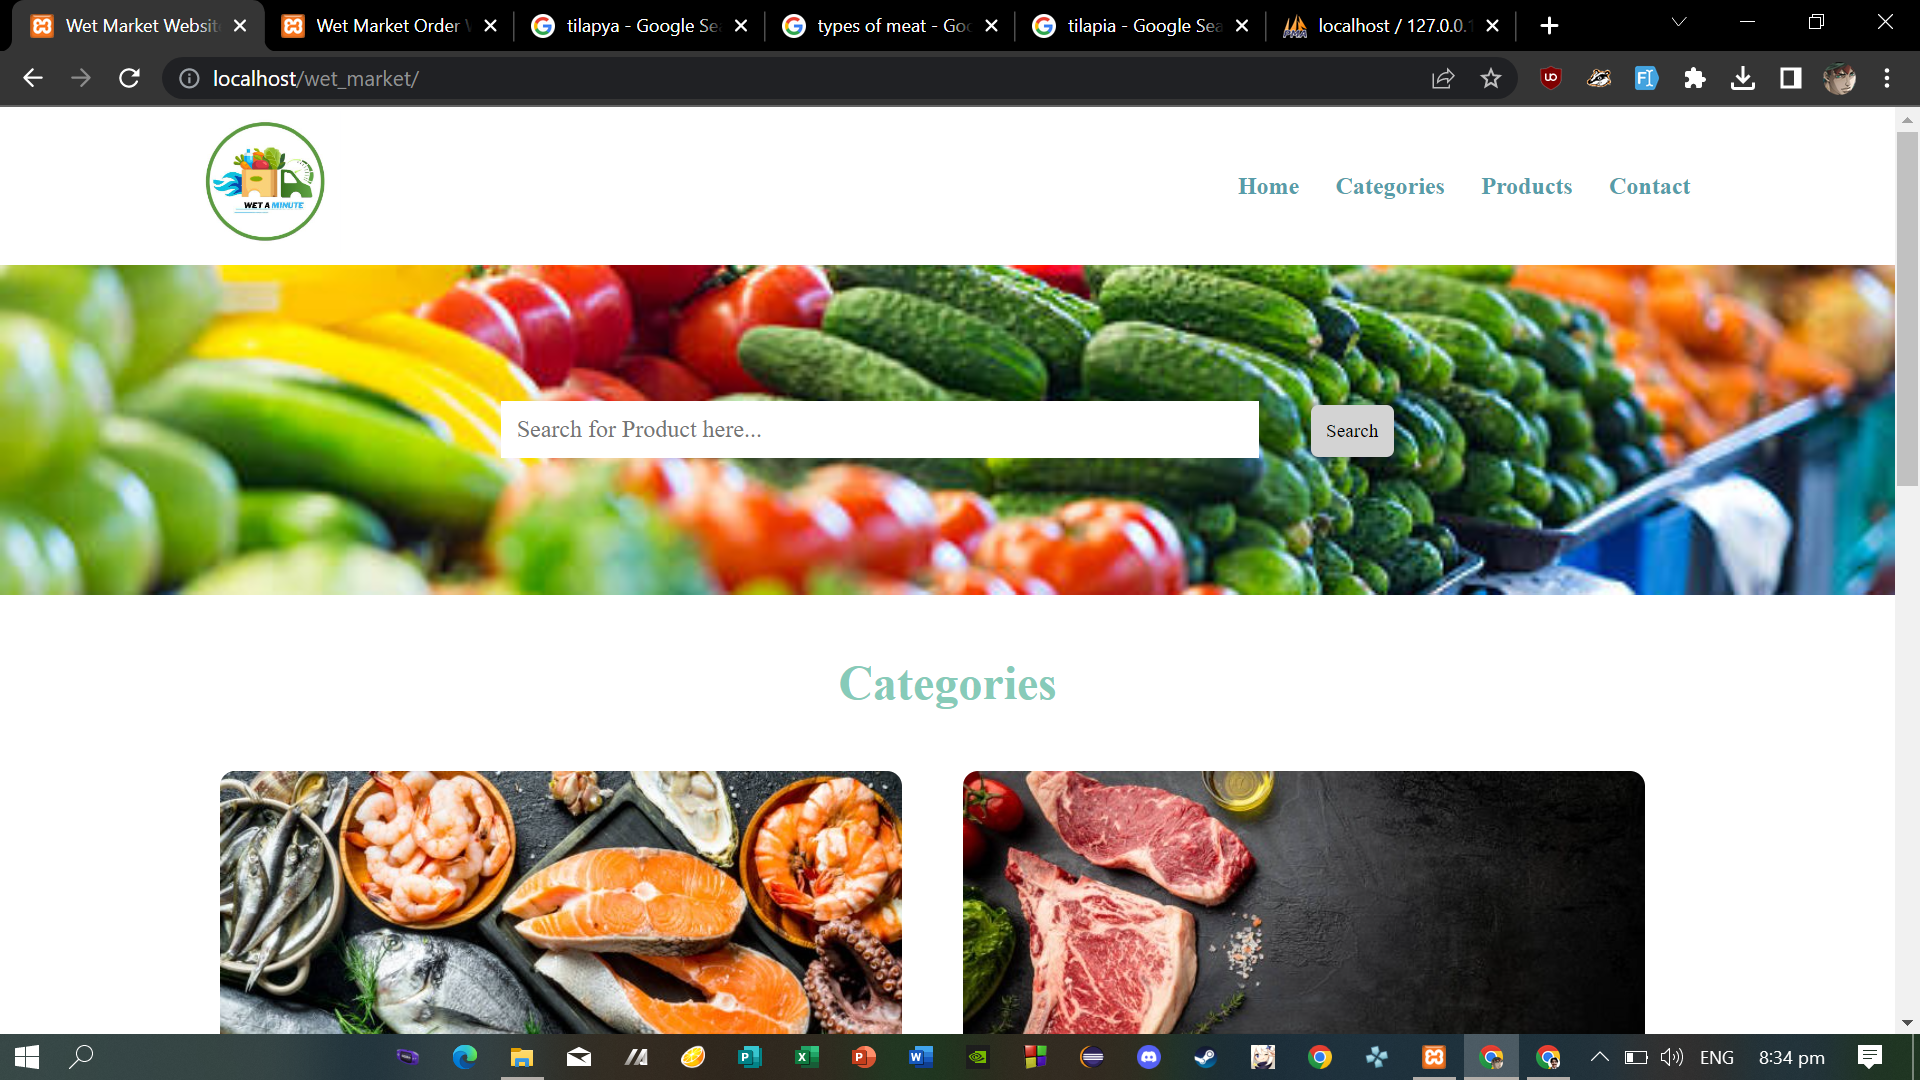 Wet Market Websit
Wet Market Order
tilapya - Google Se
types of meat - Goo
tilapia - Google Sea
localhost / 127.0.0.1
localhost/wet_market/
WET A MINUTE
Home
Categories
Products
Contact
Search for Product here...
Search
Categories
ENG
8:34 pm